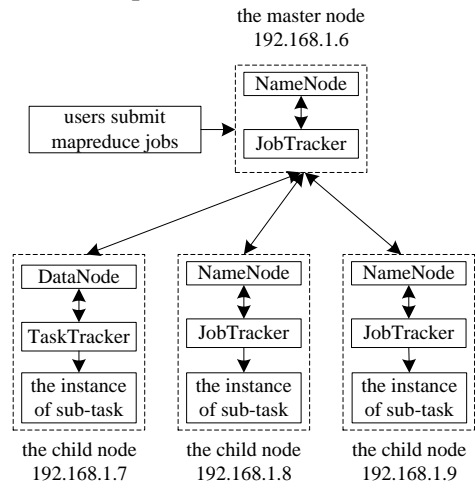 the master node
192.168.1.6
NameNode
JobTracker
users submit
mapreduce jobs
DataNode
TaskTracker
the instance
of sub-task
the child node
192.168.1.7
NameNode
JobTracker
the instance
of sub-task
the child node
192.168.1.8
NameNode
JobTracker
the instance
of sub-task
the child node
192.168.1.9